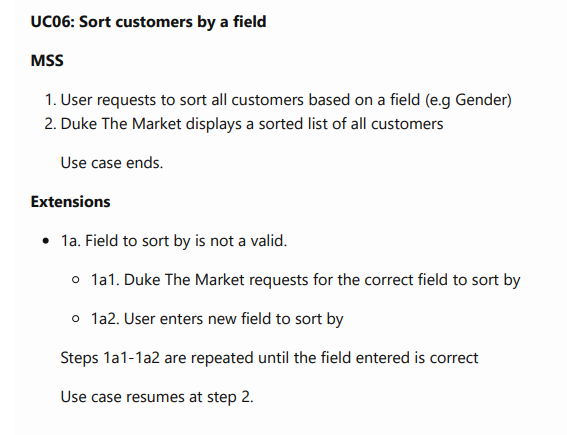 UC06: Sort customers by a field
MSS
1. User requests to sort all customers based on a field (e.g Gender)
2. Duke The Market displays a sorted list of all customers
Use case ends.
Extensions
• 1a. Field to sort by is not a valid.
○ 1a1. Duke The Market requests for the correct field to sort by
○ 1a2. User enters new field to sort by
Steps 1a1-1a2 are repeated until the field entered is correct
Use case resumes at step 2.